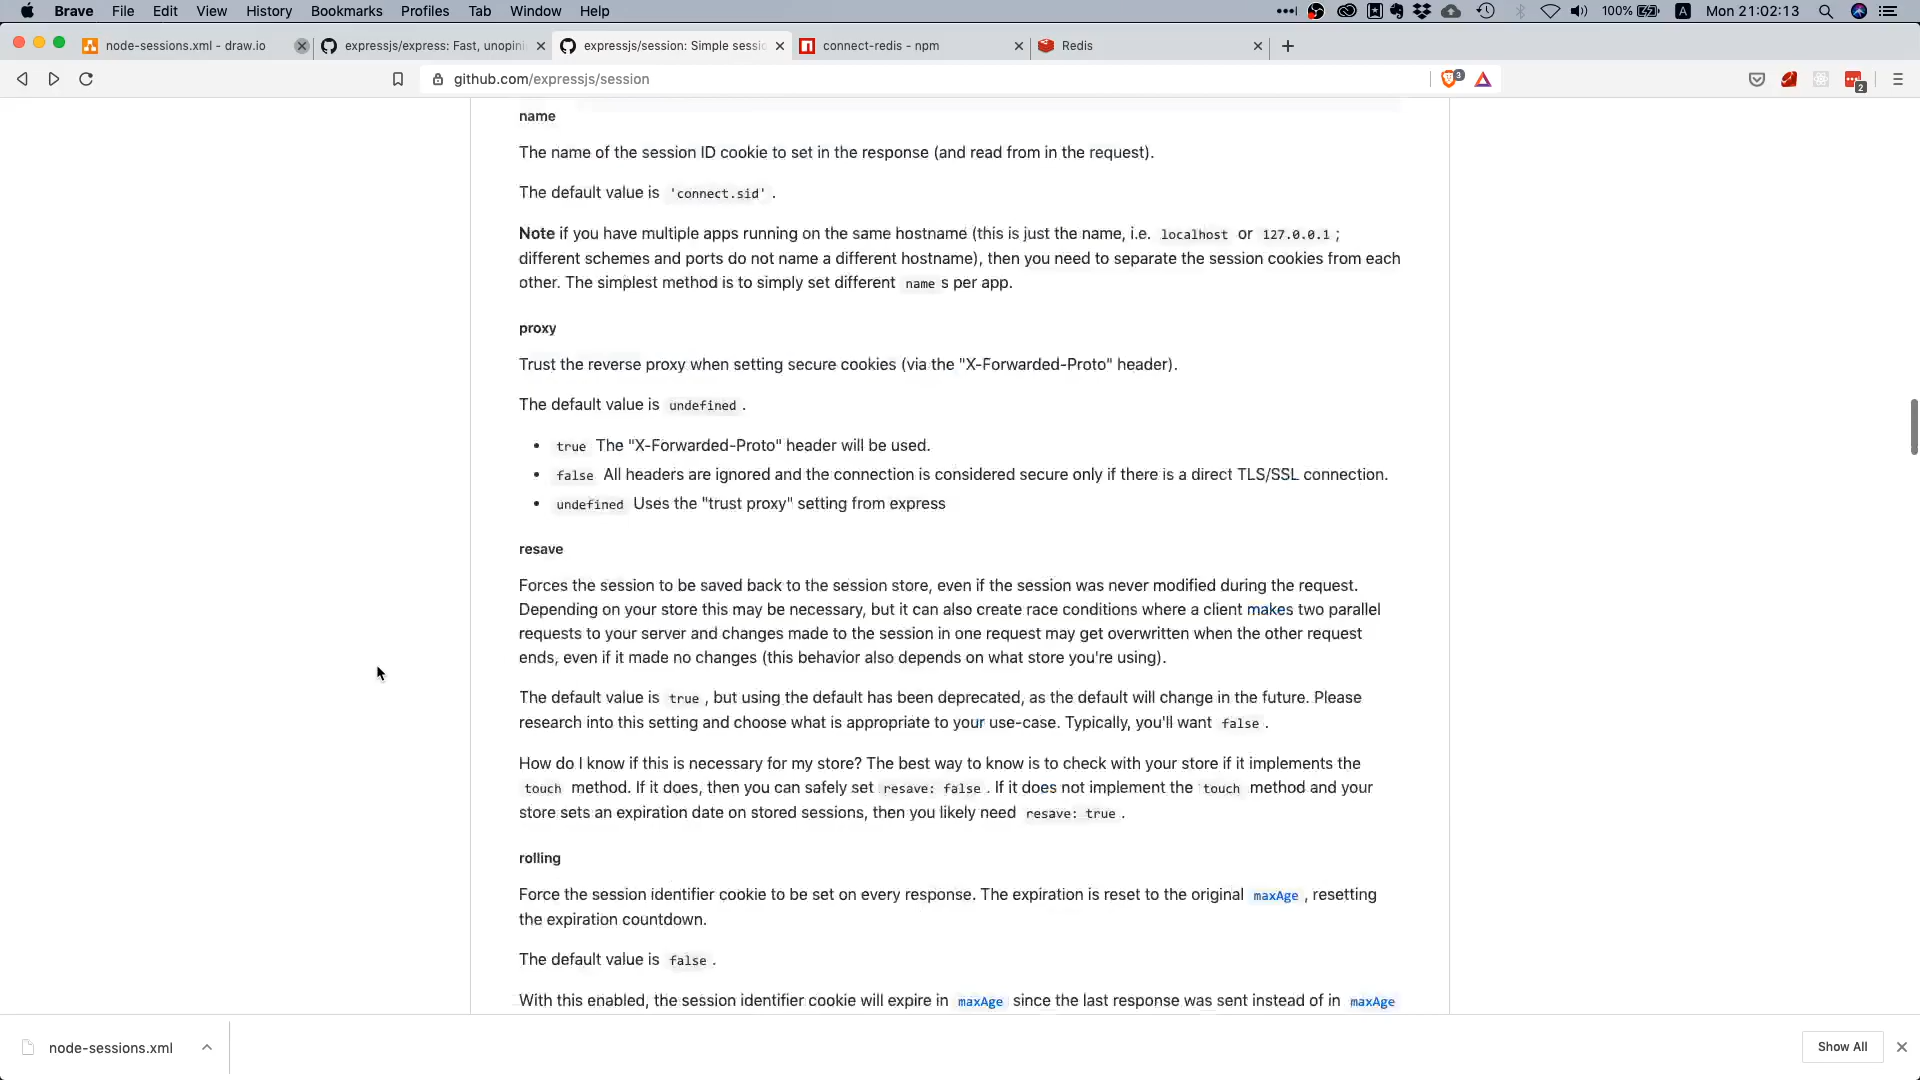 Brave File Edit View History Bookmarks Profiles Tab Window Help 100% A Mon 21:02:13
node-sessions.xml - draw.io expressjs/express: Fast, unopini expressjs/session: Simple sessio connect-redis - npm Redis
github.com/expressjs/session 3 2
name
The name of the session ID cookie to set in the response (and read from in the request).
The default value is 'connect.sid' .
Note if you have multiple apps running on the same hostname (this is just the name, i.e. localhost or 127.0.0.1 ;
different schemes and ports do not name a different hostname), then you need to separate the session cookies from each
other. The simplest method is to simply set different name s per app.
proxy
Trust the reverse proxy when setting secure cookies (via the "X-Forwarded-Proto" header).
The default value is undefined .
• true The "X-Forwarded-Proto" header will be used.
• false All headers are ignored and the connection is considered secure only if there is a direct TLS/SSL connection.
• undefined Uses the "trust proxy" setting from express
resave
Forces the session to be saved back to the session store, even if the session was never modified during the request.
Depending on your store this may be necessary, but it can also create race conditions where a client makes two parallel
requests to your server and changes made to the session in one request may get overwritten when the other request
ends, even if it made no changes (this behavior also depends on what store you're using).
The default value is true , but using the default has been deprecated, as the default will change in the future. Please
research into this setting and choose what is appropriate to your use-case. Typically, you'll want false .
How do I know if this is necessary for my store? The best way to know is to check with your store if it implements the
touch method. If it does, then you can safely set resave: false . If it does not implement the touch method and your
store sets an expiration date on stored sessions, then you likely need resave: true .
rolling
Force the session identifier cookie to be set on every response. The expiration is reset to the original maxAge , resetting
the expiration countdown.
The default value is false .
With this enabled, the session identifier cookie will expire in maxAge since the last response was sent instead of in maxAge
node-sessions.xml Show All